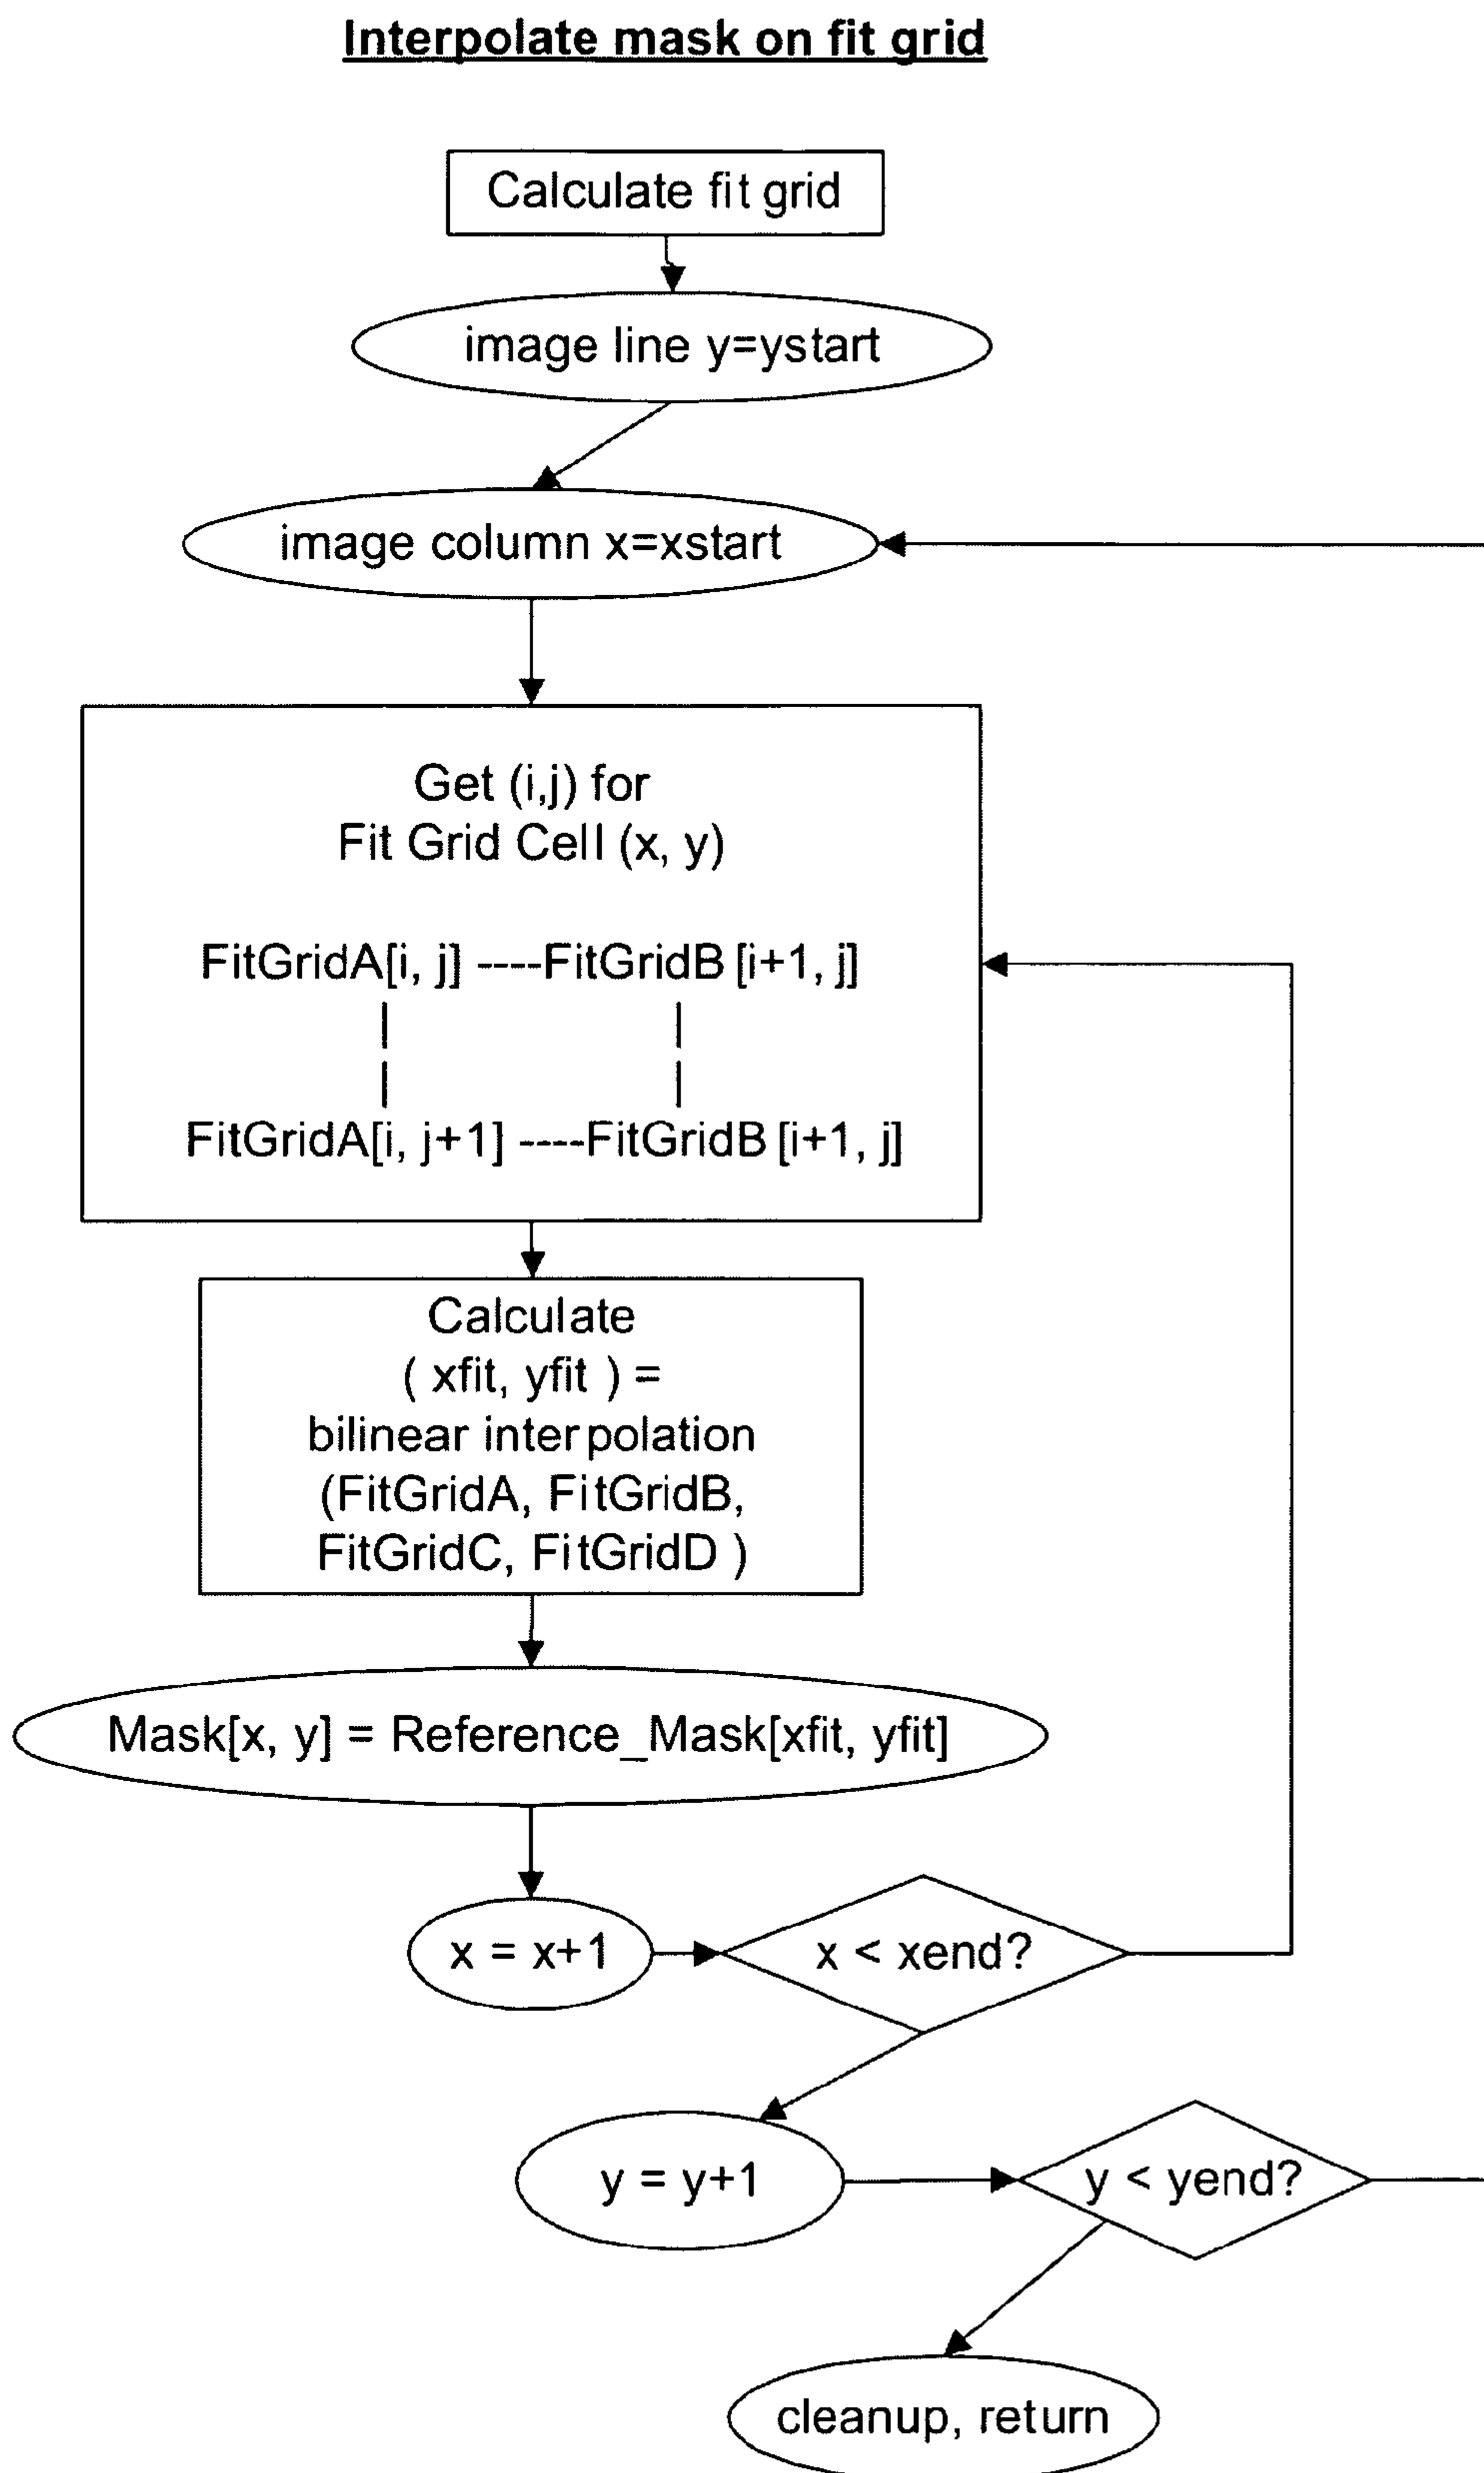 Interpolate mask on fit grid
Calculate fit grid
image line y=ystart
image column x=xstart
Get (i,j) for
Fit Grid Cell (x, y)
FitGridA[i, j] ----FitGridB[i+1, j]
| |
| |
FitGridA[i, j+1] ----FitGridB[i+1, j]
Calculate
( xfit, yfit ) =
bilinear interpolation
(FitGridA, FitGridB,
FitGridC, FitGridD )
Mask[x, y] = Reference_Mask[xfit, yfit]
x = x+1
x < xend?
y = y+1
y < yend?
cleanup, return